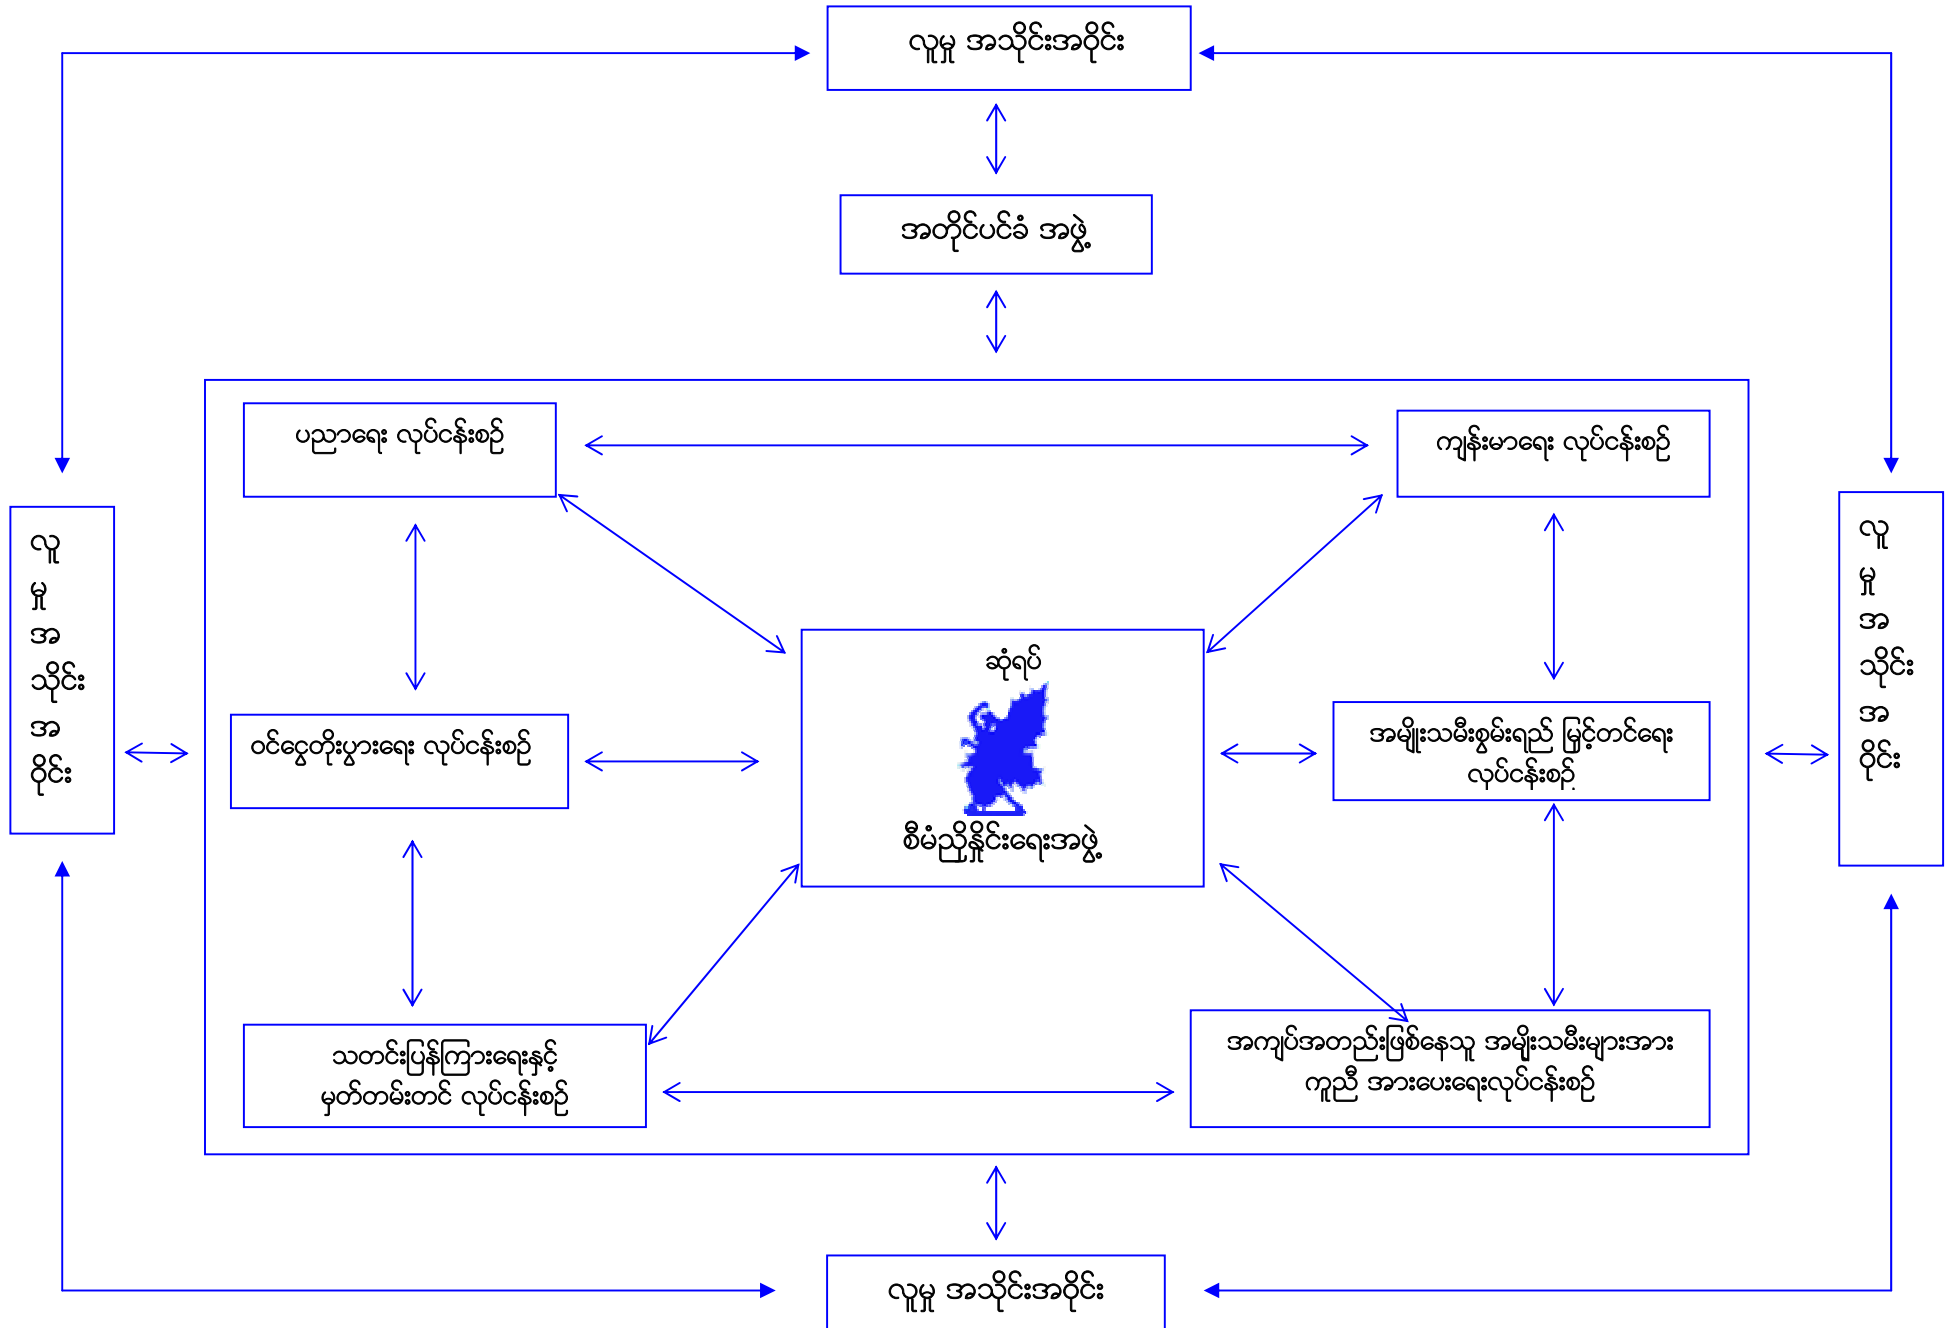 လူမှု အသိုင်းအဝိုင်း
အတိုင်ပင်ခံ အဖွဲ့
ပညာရေး လုပ်ငန်းစဉ်
ကျန်းမာရေး လုပ်ငန်းစဉ်
လူ
မှု
အ
သိုင်း
အ
ဝိုင်း
ဆုံရပ်
စီမံညှိနှိုင်းရေးအဖွဲ့
ဝင်ငွေတိုးပွားရေး လုပ်ငန်းစဉ်
အမျိုးသမီးစွမ်းရည် မြှင့်တင်ရေး
လုပ်ငန်းစဉ်
လူ
မှု
အ
သိုင်း
အ
ဝိုင်း
သတင်းပြန်ကြားရေးနှင့်
မှတ်တမ်းတင် လုပ်ငန်းစဉ်
အကျပ်အတည်းဖြစ်နေသူ အမျိုးသမီးများအား
ကူညီ အားပေးရေးလုပ်ငန်းစဉ်
လူမှု အသိုင်းအဝိုင်း